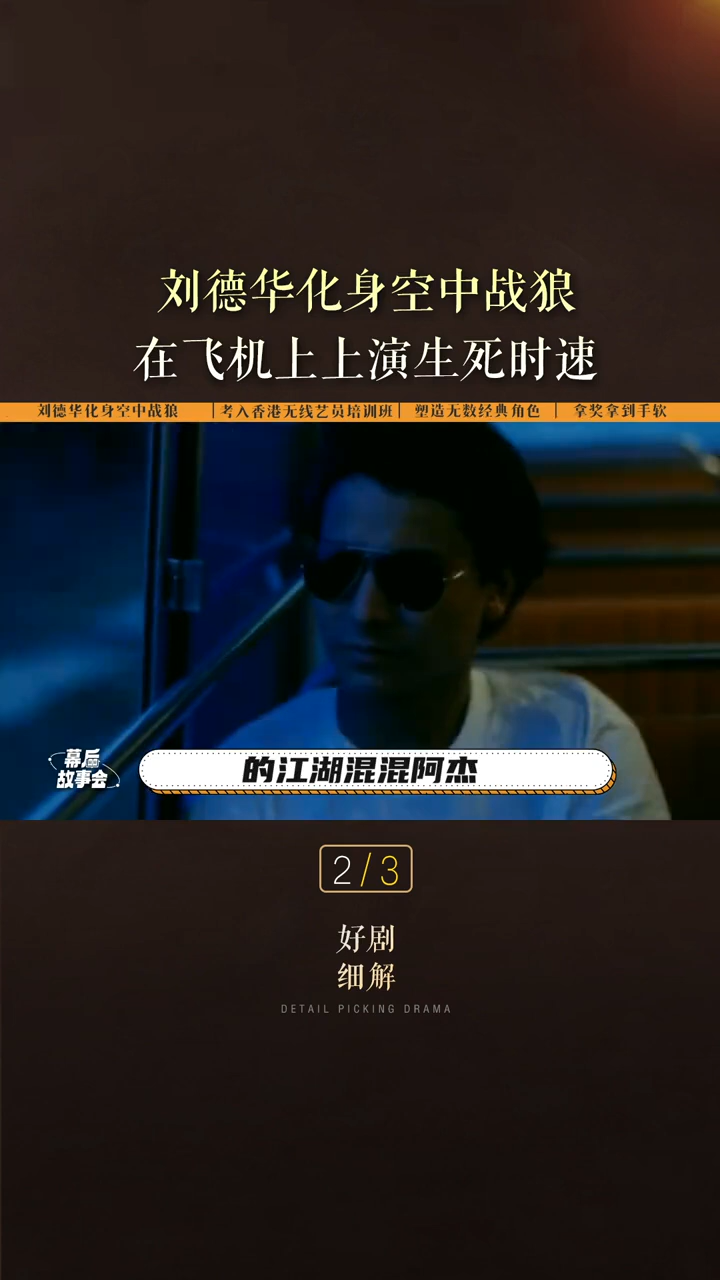 刘德华化身空中战狼
在飞机上上演生死时速
刘德华化身空中战狼 | 考入香港无线艺员培训班 | 塑造无数经典角色 | 拿奖拿到手软
幕后
故事会
的江湖混混阿杰
2/3
好剧
细解
DETAIL PICKING DRAMA